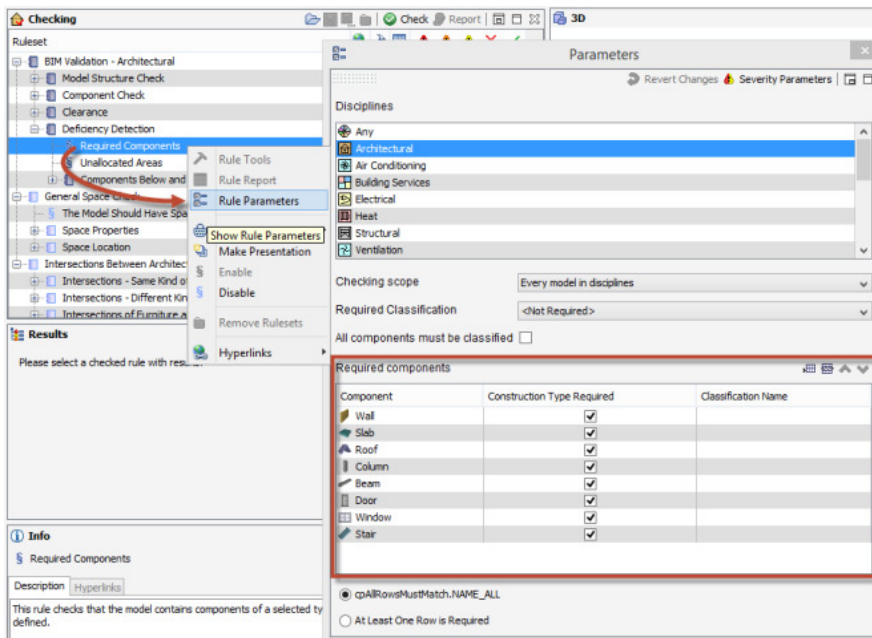 Checking
Check
Report
3D
Ruleset
BIM Validation - Architectural
Model Structure Check
Component Check
Clearance
Deficiency Detection
Required Components
Unallocated Areas
Components Below and
General Space Check
The Model Should Have Spa
Space Properties
Space Location
Intersections Between Architec
Intersections - Same Kind of
Intersections - Different Kin
Intersections of Furniture a
Rule Tools
Rule Report
Rule Parameters
Show Rule Parameters
Make Presentation
Enable
Disable
Remove Rulesets
Hyperlinks
Results
Please select a checked rule with results.
Info
§ Required Components
Description
Hyperlinks
This rule checks that the model contains components of a selected ty
defined.
Parameters
Revert Changes
Severity Parameters
Disciplines
Any
Architectural
Air Conditioning
Building Services
Electrical
Heat
Structural
Ventilation
Checking scope
Every model in disciplines
Required Classification
<Not Required>
All components must be classified
Required components
Component
Construction Type Required
Classification Name
Wall
Slab
Roof
Column
Beam
Door
Window
Stair
cpAllRowsMustMatch.NAME_ALL
At Least One Row is Required